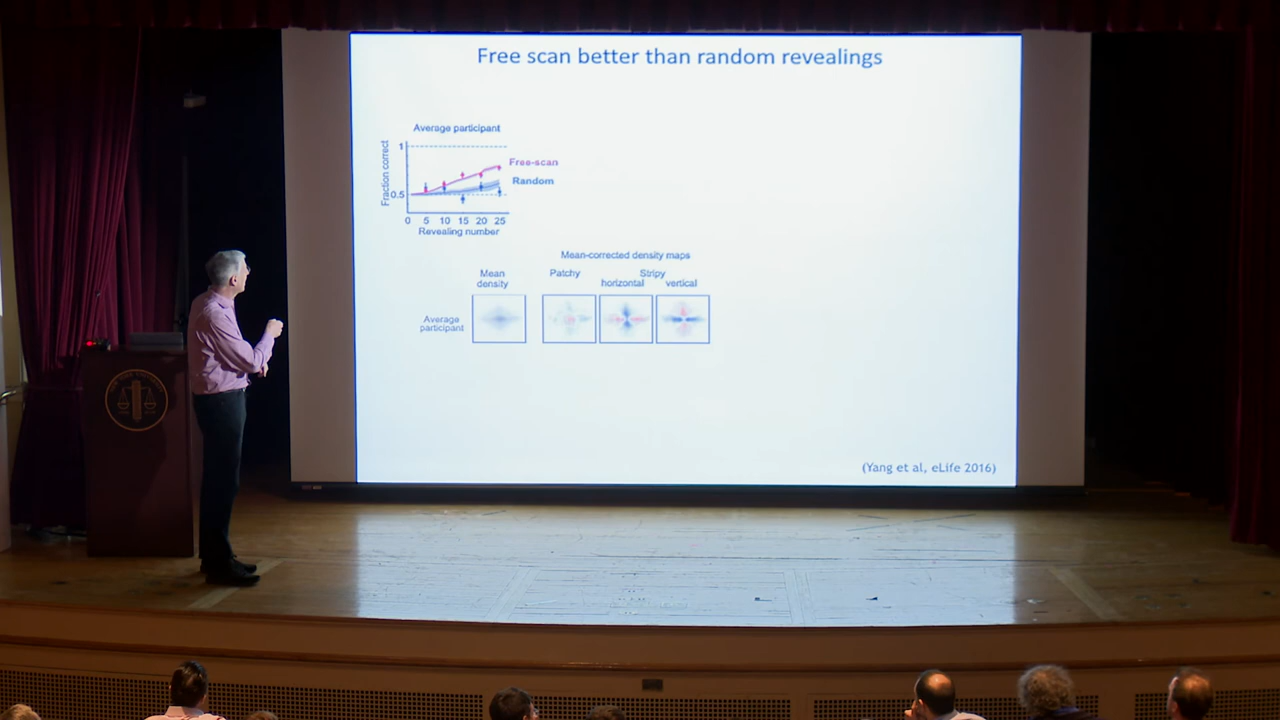 Free scan better than random revealings
Average participant
Fraction correct
1
0.5
Free-scan
Random
0 5 10 15 20 25
Revealing number
Mean-corrected density maps
Mean
density
Patchy
Stripy
horizontal
vertical
Average
participant
(Yang et al, eLife 2016)